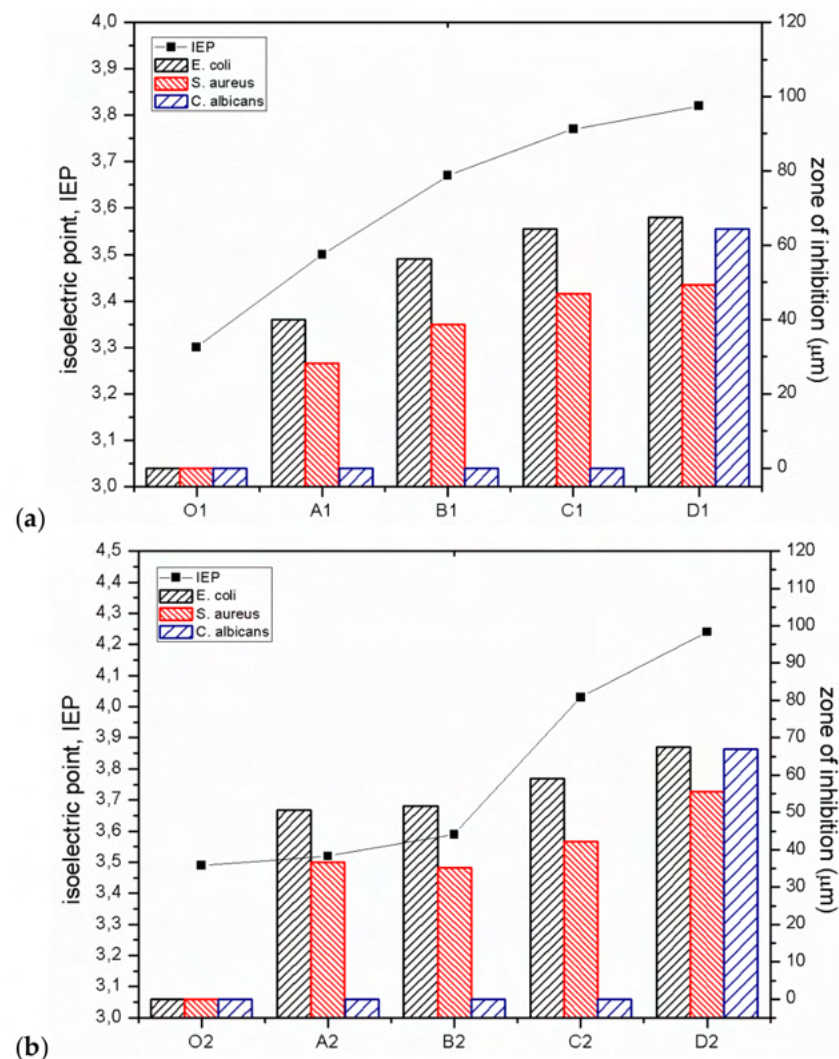 4,0
3,9
3,8
3,7
3,6
3,5
3,4
3,3
3,2
3,1
3,0
isoelectric point, IEP
IEP
E. coli
S. aureus
C. albicans
120
100
80
60
40
20
0
zone of inhibition (µm)
O1 A1 B1 C1 D1
(a)
4,5
4,4
4,3
4,2
4,1
4,0
3,9
3,8
3,7
3,6
3,5
3,4
3,3
3,2
3,1
3,0
isoelectric point, IEP
IEP
E. coli
S. aureus
C. albicans
120
110
100
90
80
70
60
50
40
30
20
10
0
zone of inhibition (µm)
O2 A2 B2 C2 D2
(b)